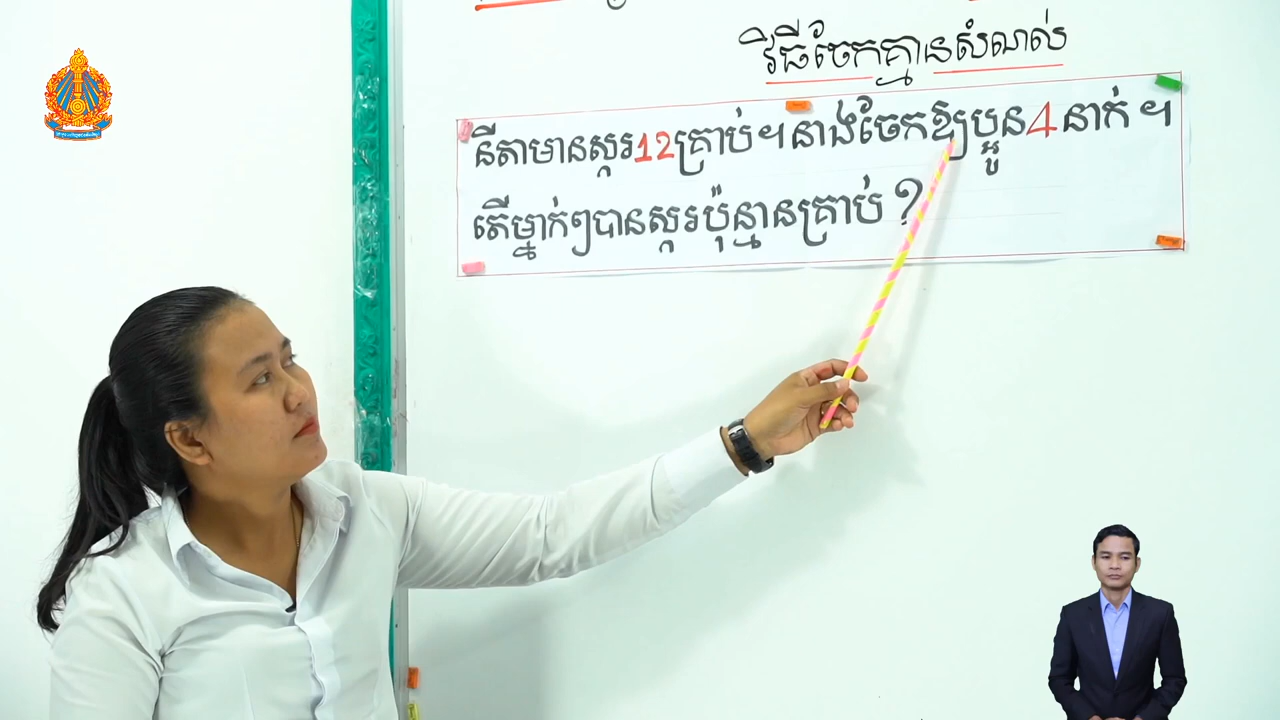 វិធីចែកគ្មានសំណល់
នីតាមានស្ករ12គ្រាប់។នាងចែកឱ្យប្អូន4នាក់។
តើម្នាក់ៗបានស្ករប៉ុន្មានគ្រាប់?